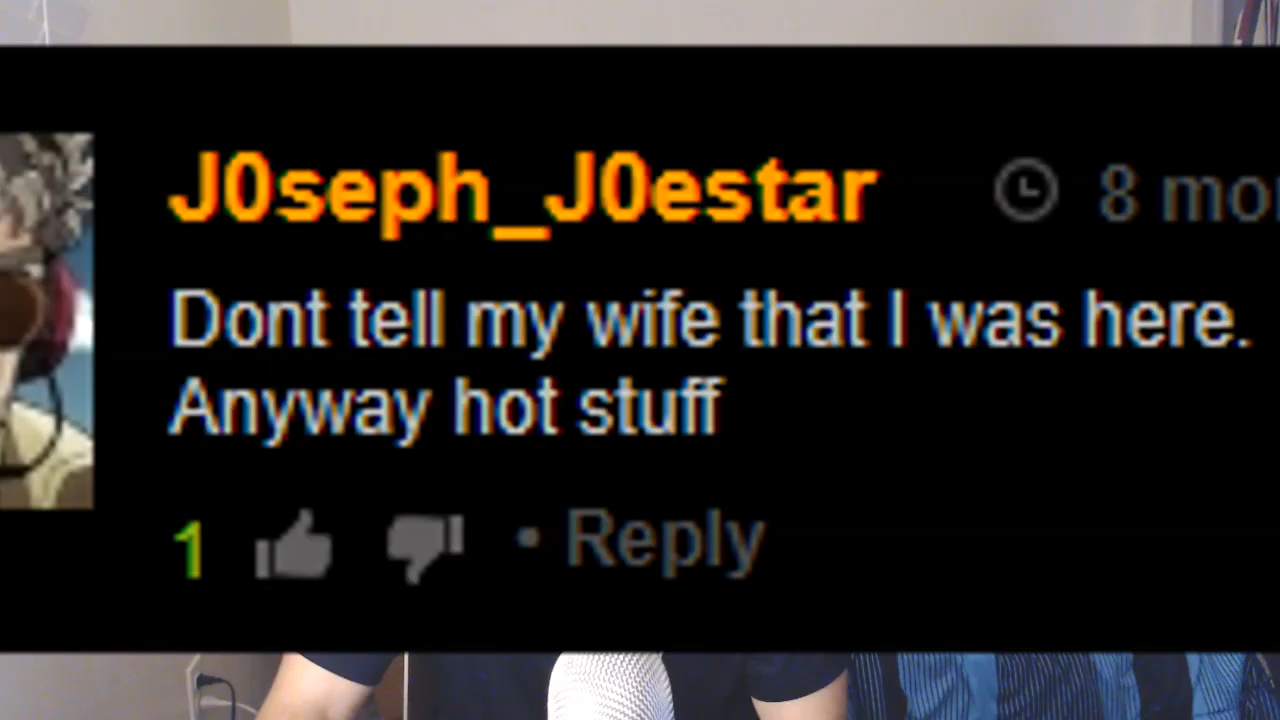 J0seph_J0estar 8 mo
Dont tell my wife that I was here.
Anyway hot stuff
1 • Reply